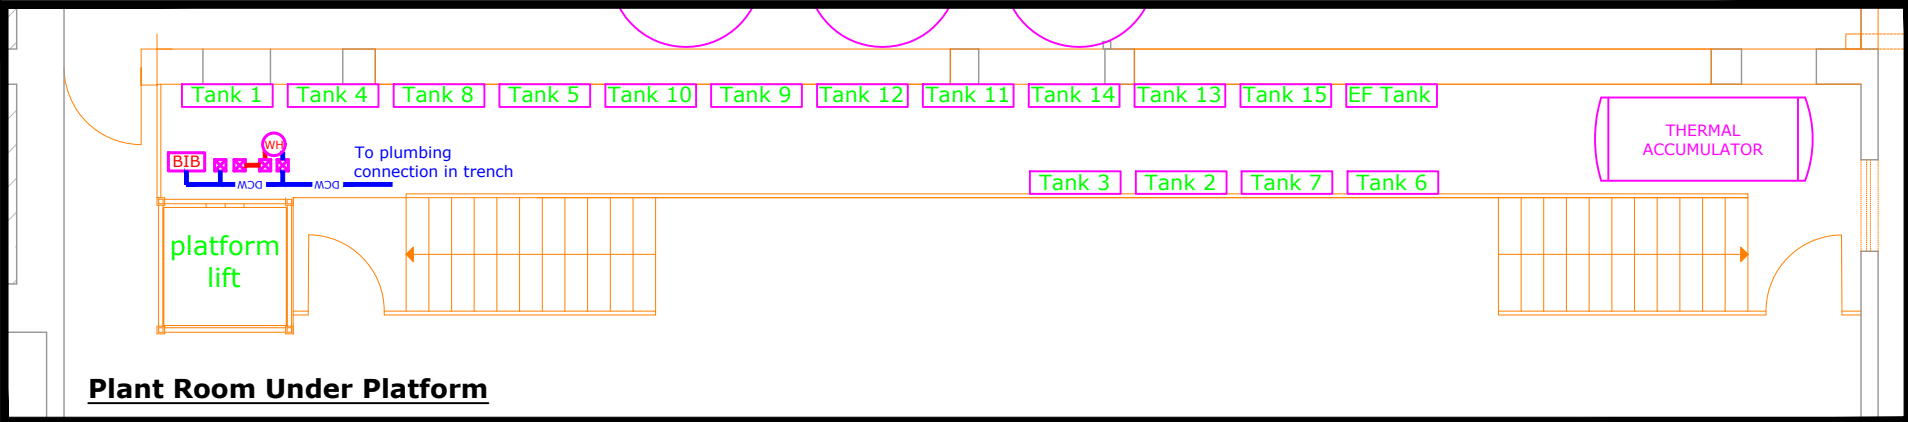 Tank 1
Tank 4
Tank 8
Tank 5
Tank 10
Tank 9
Tank 12
Tank 11
Tank 14
Tank 13
Tank 15
EF Tank
THERMAL
ACCUMULATOR
WH
BIB
To plumbing
connection in trench
DCW
DCW
Tank 3
Tank 2
Tank 7
Tank 6
platform
lift
Plant Room Under Platform